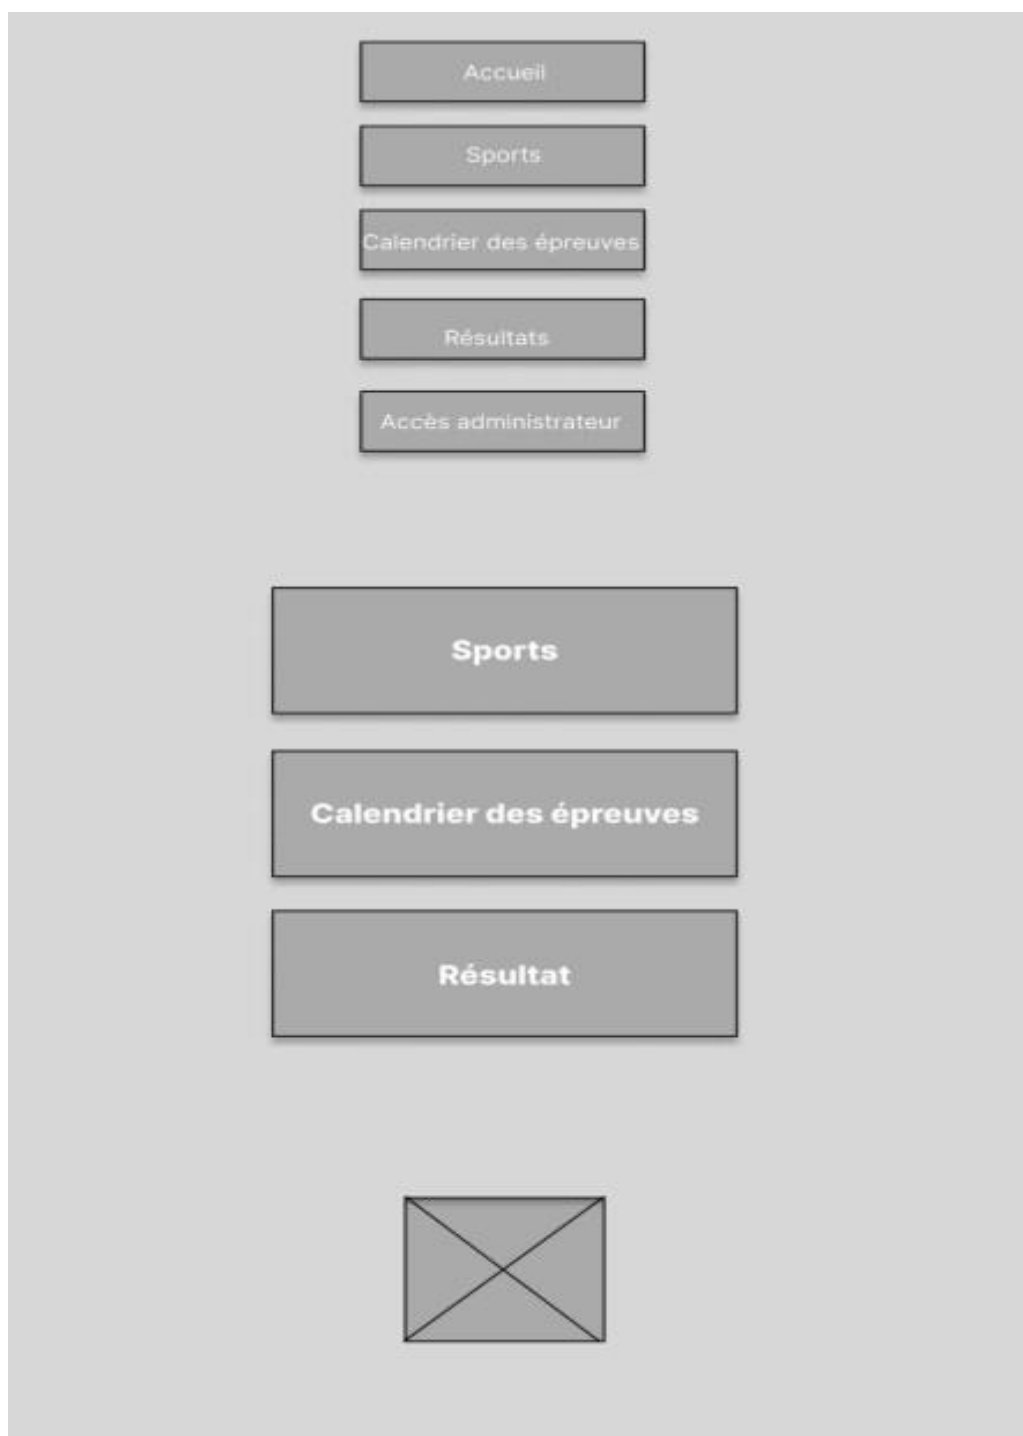 Accueil
Sports
Calendrier des épreuves
Résultats
Accès administrateur
Sports
Calendrier des épreuves
Résultat